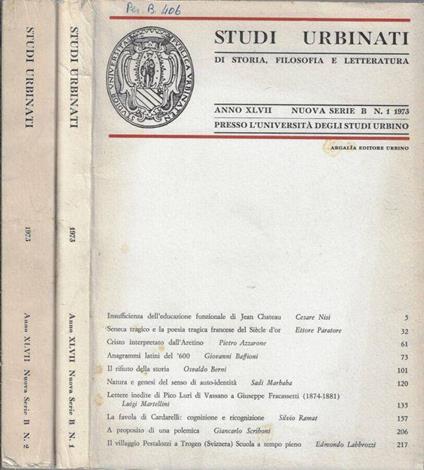 Per. B. 406
STUDI URBINATI
DI STORIA, FILOSOFIA E LETTERATURA
ANNO XLVII NUOVA SERIE B N. 1 1973
PRESSO L'UNIVERSITÀ DEGLI STUDI URBINO
ARGALÌA EDITORE URBINO
Insufficienza dell'educazione funzionale di Jean Chateau Cesare Nisi 5
Seneca tragico e la poesia tragica francese del Siècle d'or Ettore Paratore 32
Cristo interpretato dall'Aretino Pietro Azzarone 61
Anagrammi latini del '600 Giovanni Baffioni 73
Il rifiuto della storia Osvaldo Berni 101
Natura e genesi del senso di auto-identità Sadi Marhaba 120
Lettere inedite di Pico Luri di Vassano a Giuseppe Fracassetti (1874-1881)
Luigi Martellini 135
La favola di Cardarelli: cognizione e ricognizione Silvio Ramat 157
A proposito di una polemica Giancarlo Scriboni 206
Il villaggio Pestalozzi a Trogen (Svizzera) Scuola a tempo pieno Edmondo Labbrozzi 217
STUDI URBINATI
1973
Anno XLVII Nuova Serie B N. 2
STUDI URBINATI
1973
Anno XLVII Nuova Serie B N. 1